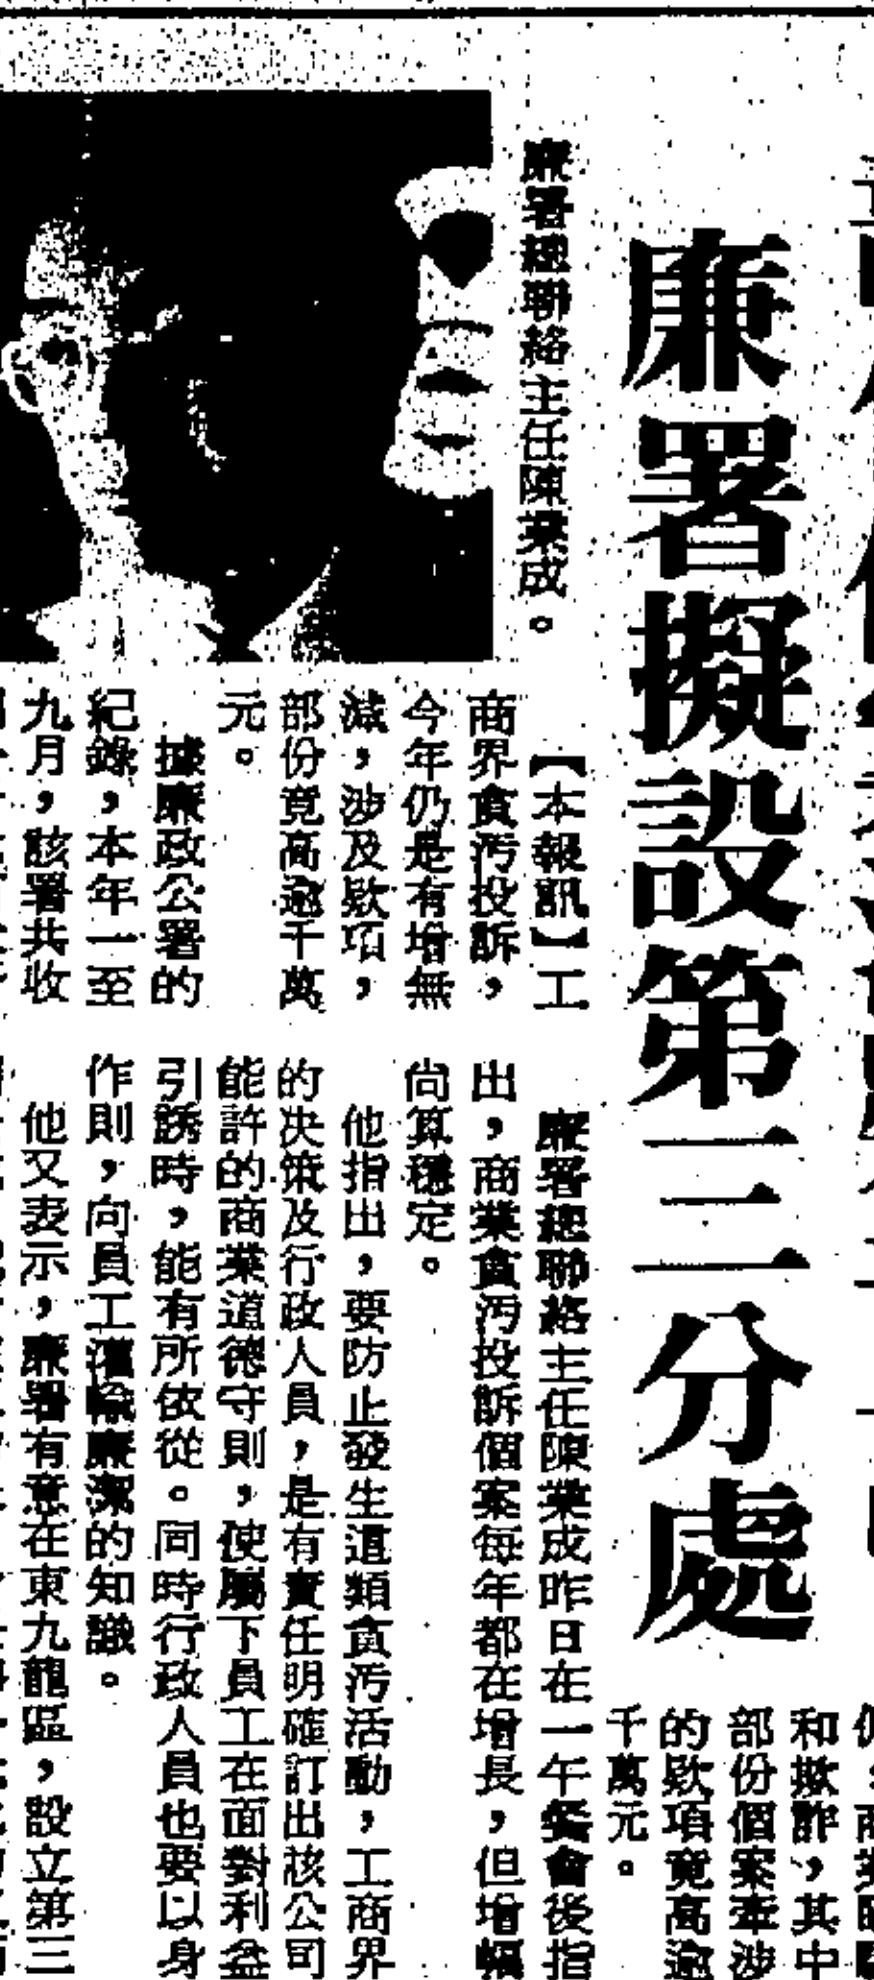 廉署擬設第三分處
廉署總聯絡主任陳業成。
【本報訊】工
商界貪污投訴，
今年仍是有增無
減，涉及欵項，
部份竟高逾千萬
元。
據廉政公署的
紀錄，本年一至
九月，該署共收
和欺詐，其中
部份個案牽涉
的欵項竟高逾
千萬元。
廉署總聯絡主任陳業成昨日在一午餐會後指
出，商業貪污投訴個案每年都在增長，但增幅
尚算穩定。
他指出，要防止發生這類貪污活動，工商界
的决策及行政人員，是有責任明確訂出該公司
能許的商業道德守則，使屬下員工在面對利益
引誘時，能有所依從。同時行政人員也要以身
作則，向員工灌輸廉潔的知識。
他又表示，廉署有意在東九龍區，設立第三